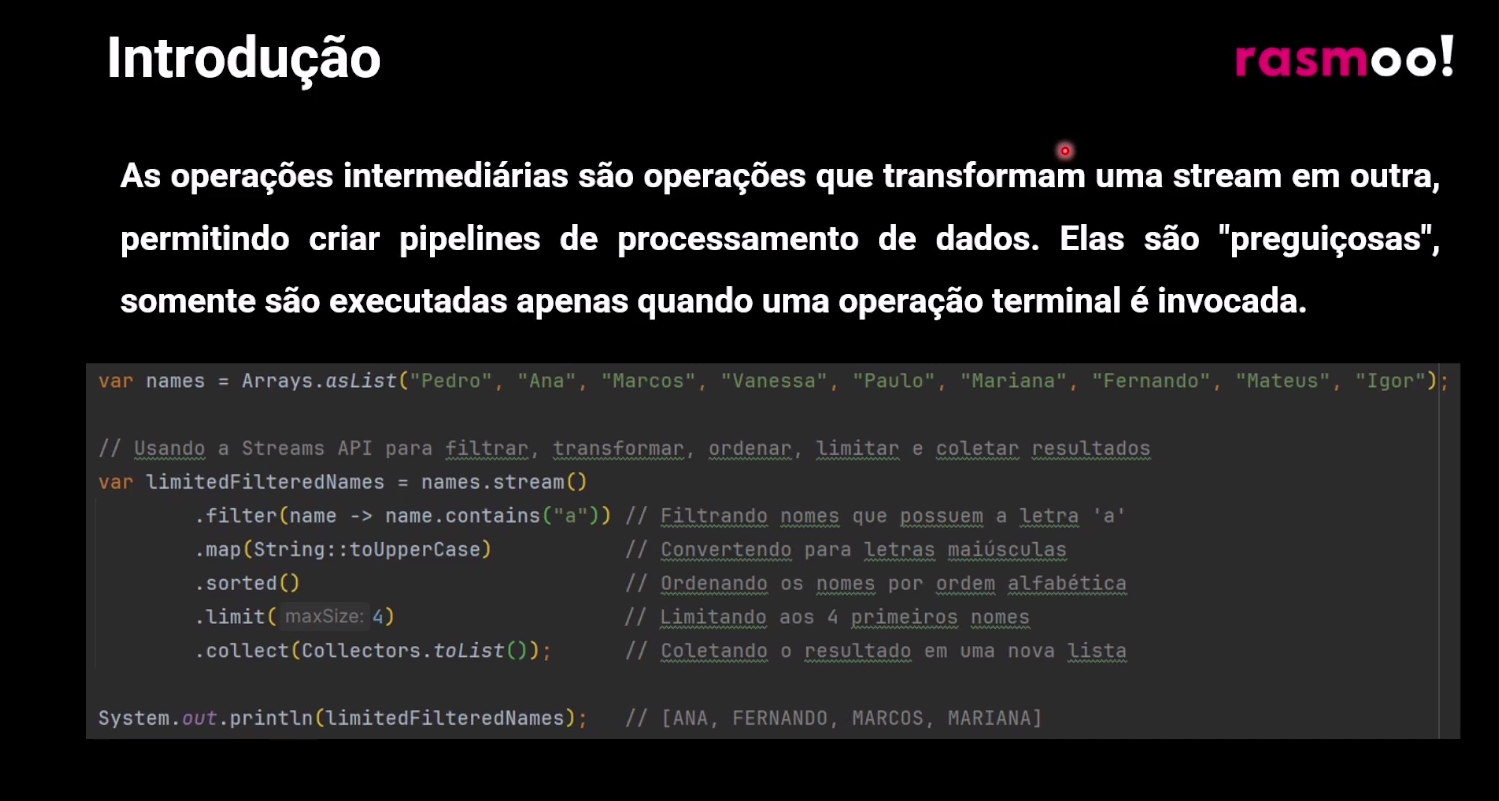 Introdução
rasmoo!
As operações intermediárias são operações que transformam uma stream em outra,
permitindo criar pipelines de processamento de dados. Elas são "preguiçosas",
somente são executadas apenas quando uma operação terminal é invocada.
var names = Arrays.asList("Pedro", "Ana", "Marcos", "Vanessa", "Paulo", "Mariana", "Fernando", "Mateus", "Igor");
// Usando a Streams API para filtrar, transformar, ordenar, limitar e coletar resultados
var limitedFilteredNames = names.stream()
.filter(name -> name.contains("a")) // Filtrando nomes que possuem a letra 'a'
.map(String::toUpperCase) // Convertendo para letras maiúsculas
.sorted() // Ordenando os nomes por ordem alfabética
.limit( maxSize: 4) // Limitando aos 4 primeiros nomes
.collect(Collectors.toList()); // Coletando o resultado em uma nova lista
System.out.println(limitedFilteredNames); // [ANA, FERNANDO, MARCOS, MARIANA]